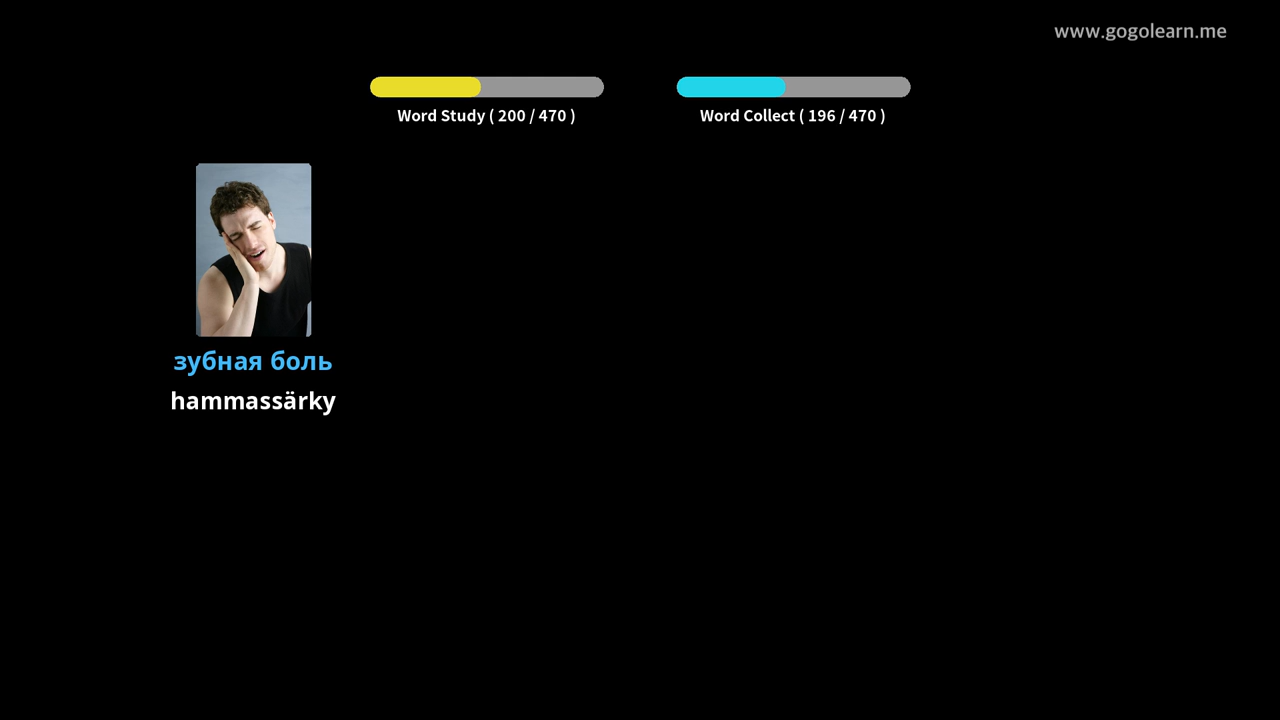 www.gogolearn.me
Word Study ( 200 / 470 )
Word Collect ( 196 / 470 )
зубная боль
hammassärky